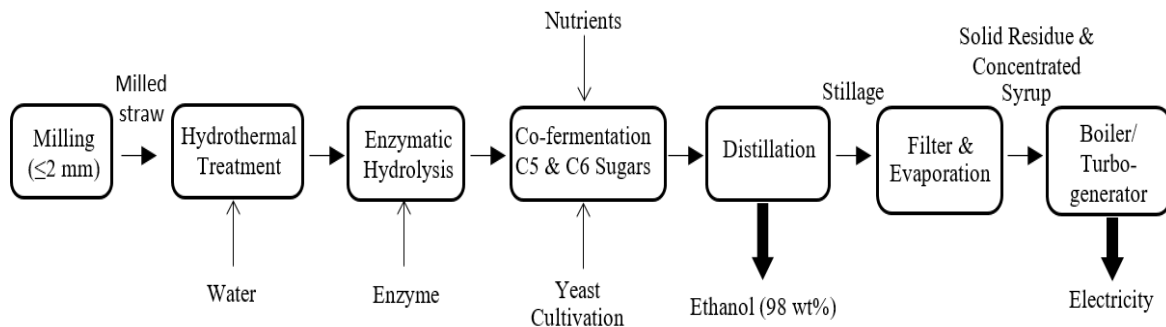 Nutrients
Solid Residue &
Concentrated
Syrup
Milled
straw
Stillage
Milling
(≤2 mm)
Hydrothermal
Treatment
Enzymatic
Hydrolysis
Co-fermentation
C5 & C6 Sugars
Distillation
Filter &
Evaporation
Boiler/
Turbo-
generator
Water
Enzyme
Yeast
Cultivation
Ethanol (98 wt%)
Electricity